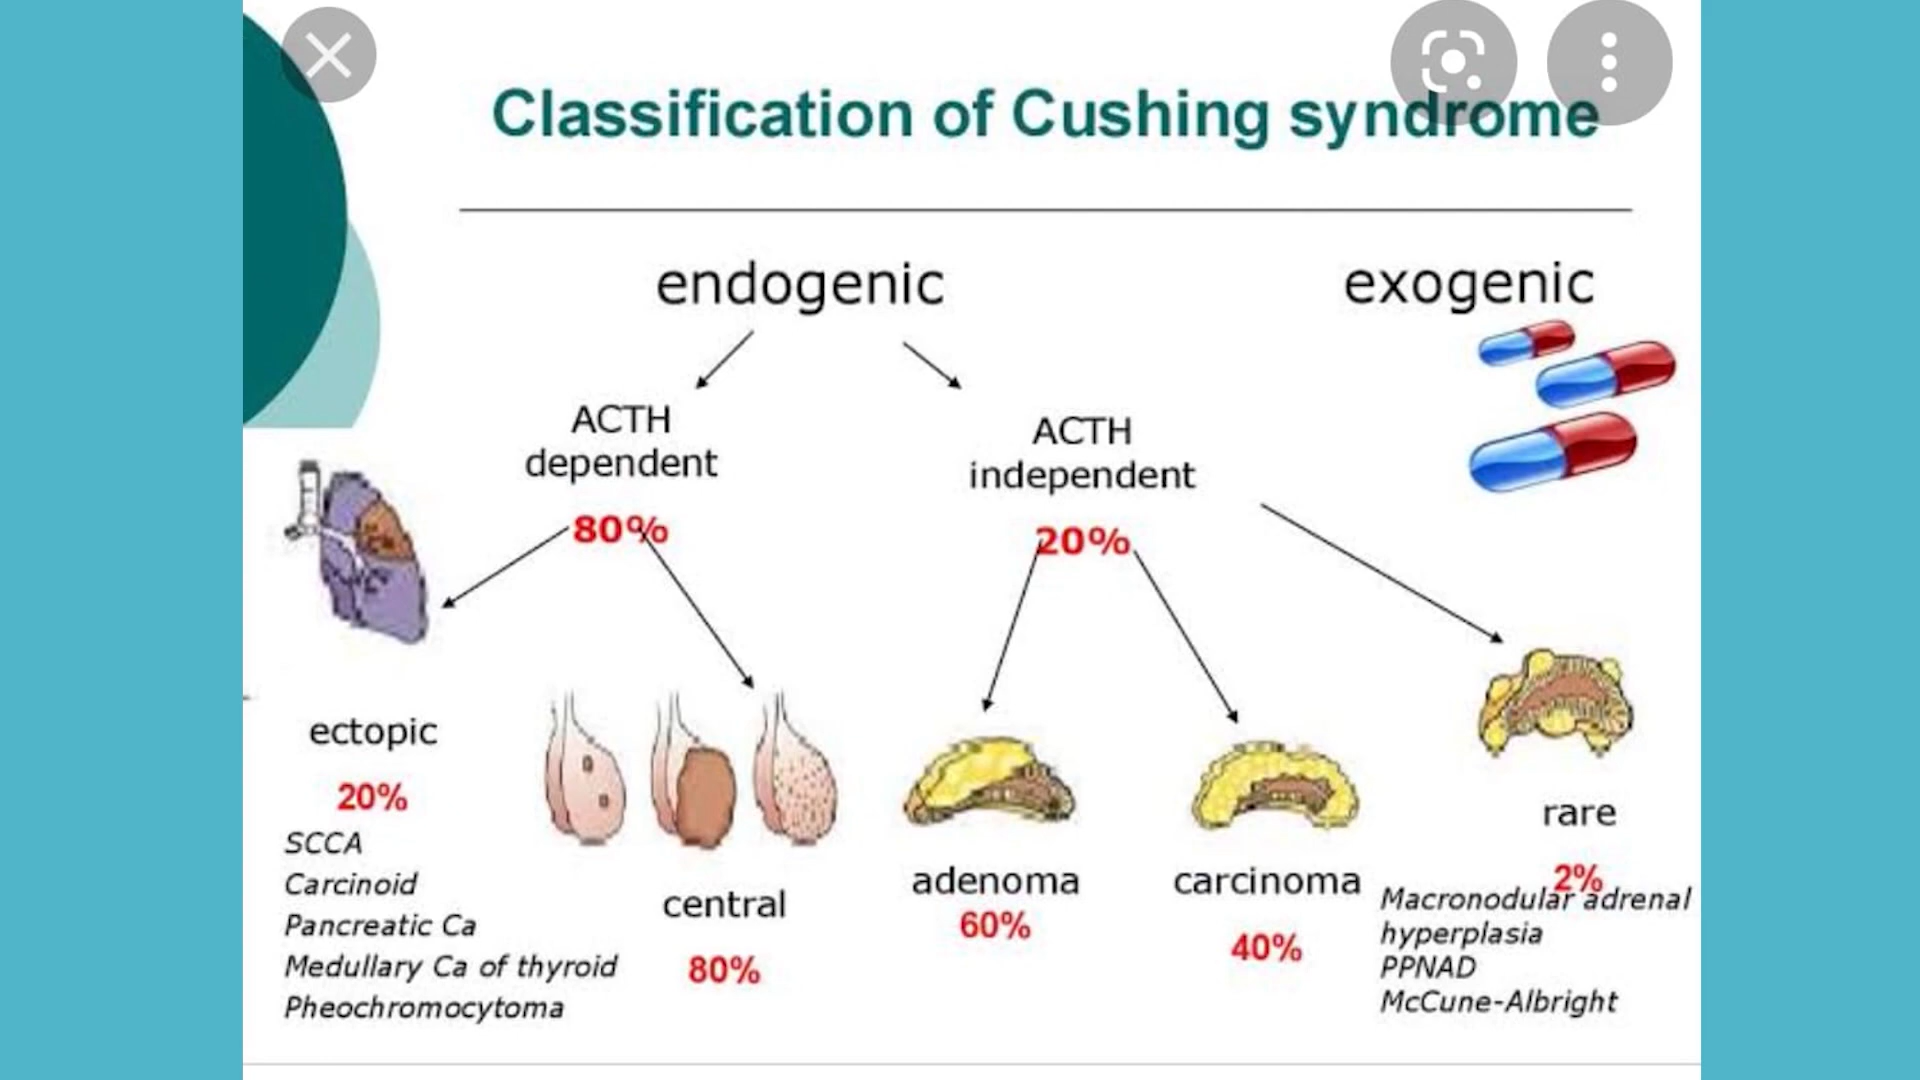 Classification of Cushing syndrome
endogenic
exogenic
ACTH
dependent
80%
ACTH
independent
20%
ectopic
20%
SCCA
Carcinoid
Pancreatic Ca
Medullary Ca of thyroid
Pheochromocytoma
central
80%
adenoma
60%
carcinoma
40%
rare
2%
Macronodular adrenal
hyperplasia
PPNAD
McCune-Albright